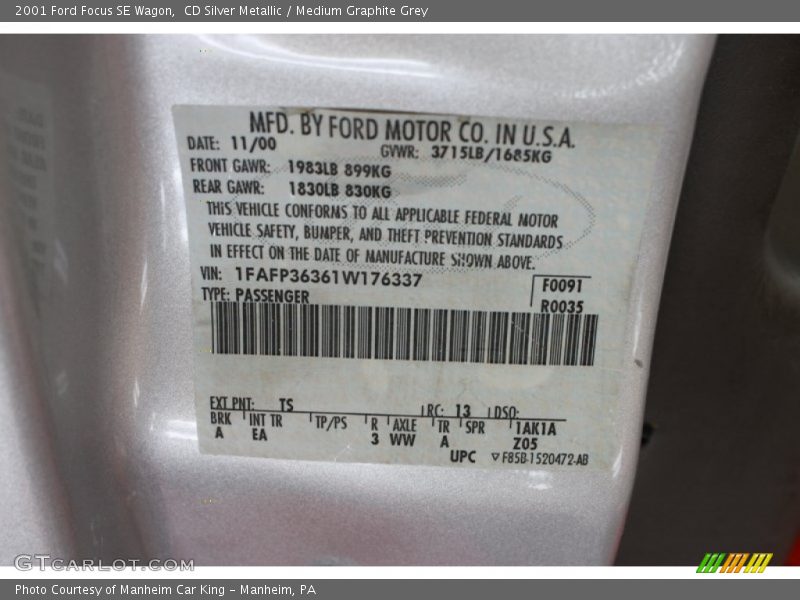 2001 Ford Focus SE Wagon,  CD Silver Metallic / Medium Graphite Grey
MFD. BY FORD MOTOR CO. IN U.S.A.
DATE: 11/00 GVWR: 3715LB/1685KG
FRONT GAWR: 1983LB 899KG
REAR GAWR: 1830LB 830KG
THIS VEHICLE CONFORMS TO ALL APPLICABLE FEDERAL MOTOR
VEHICLE SAFETY, BUMPER, AND THEFT PREVENTION STANDARDS
IN EFFECT ON THE DATE OF MANUFACTURE SHOWN ABOVE.
VIN: 1FAFP36361W176337 F0091
TYPE: PASSENGER R0035
EXT PNT: TS RC: 13 DSO:
BRK INT TR TP/PS R AXLE TR SPR 1AK1A
A EA 3 WW A Z05
UPC ▽F85B-1520472-AB
GTCARLOT.COM
Photo Courtesy of Manheim Car King - Manheim, PA